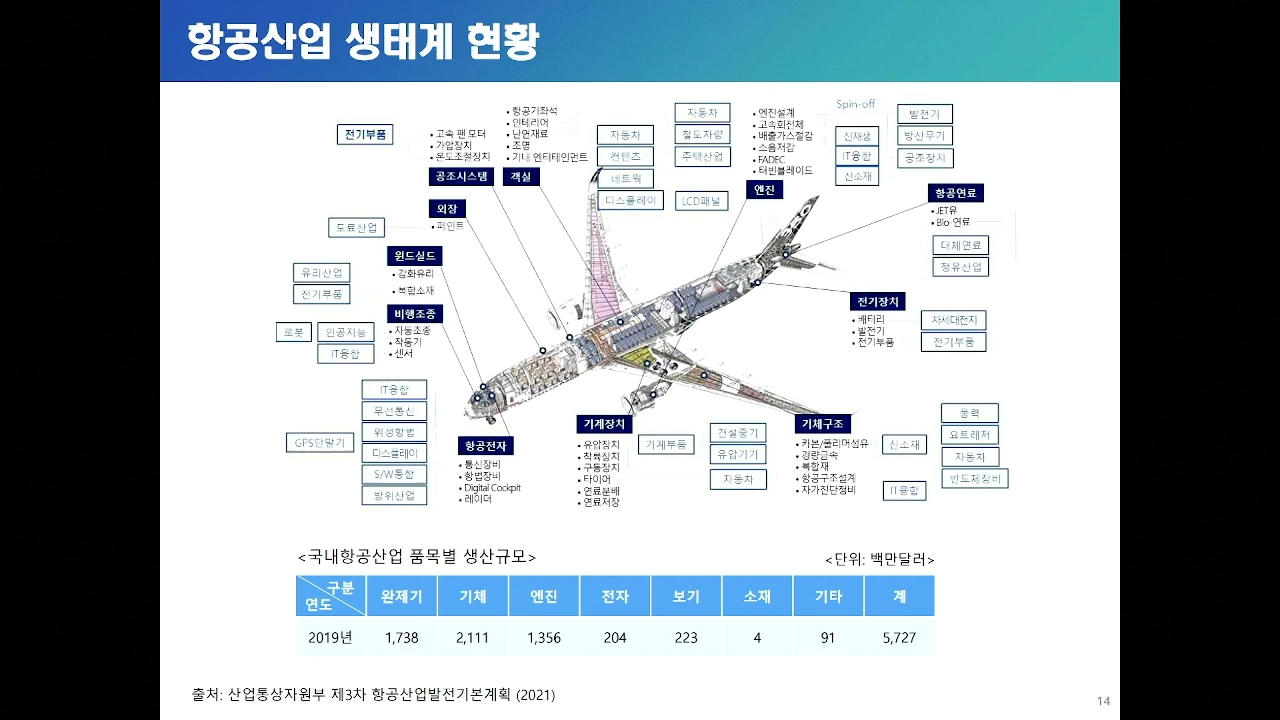 항공산업 생태계 현황
전기부품
• 고속 팬 모터
• 가압장치
• 온도조절장치
공조시스템
• 항공기좌석
• 인테리어
• 난연재료
• 조명
• 기내 엔터테인먼트
객실
자동차
컨텐츠
네트웍
디스플레이
자동차
철도차량
주택산업
LCD패널
• 엔진설계
• 고속회전체
• 배출가스절감
• 소음저감
• FADEC
• 터빈블레이드
엔진
Spin-off
신재생
IT융합
신소재
발전기
방산무기
공조장치
외장
• 페인트
도료산업
윈드실드
• 강화유리
• 복합소재
유리산업
전기부품
비행조종
• 자동조종
• 작동기
• 센서
로봇
인공지능
IT융합
항공연료
• JET유
• Bio 연료
대체연료
정유산업
전기장치
• 배터리
• 발전기
• 전기부품
차세대전지
전기부품
GPS단말기
IT융합
무선통신
위성항법
디스플레이
S/W통합
방위산업
항공전자
• 통신장비
• 항법장비
• Digital Cockpit
• 레이더
기계장치
• 유압장치
• 착륙장치
• 구동장치
• 타이어
• 연료분배
• 연료저장
기계부품
건설중기
유압기기
자동차
기체구조
• 카본/폴리머섬유
• 경량금속
• 복합재
• 항공구조설계
• 자가진단정비
신소재
IT융합
풍력
요트레저
자동차
반도체장비
<국내항공산업 품목별 생산규모>
<단위: 백만달러>
구분 연도 완제기 기체 엔진 전자 보기 소재 기타 계
2019년 1,738 2,111 1,356 204 223 4 91 5,727
출처: 산업통상자원부 제3차 항공산업발전기본계획 (2021)
14